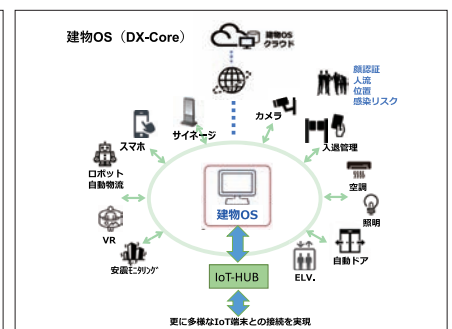 建物OS（DX-Core）
建物OS
クラウド
顔認証
人流
位置
感染リスク
カメラ
サイネージ
スマホ
入退管理
ロボット
自動物流
空調
建物OS
照明
VR
安震ﾓﾆﾀﾘﾝｸﾞ
自動ドア
ELV.
IoT-HUB
更に多様なIoT端末との接続を実現